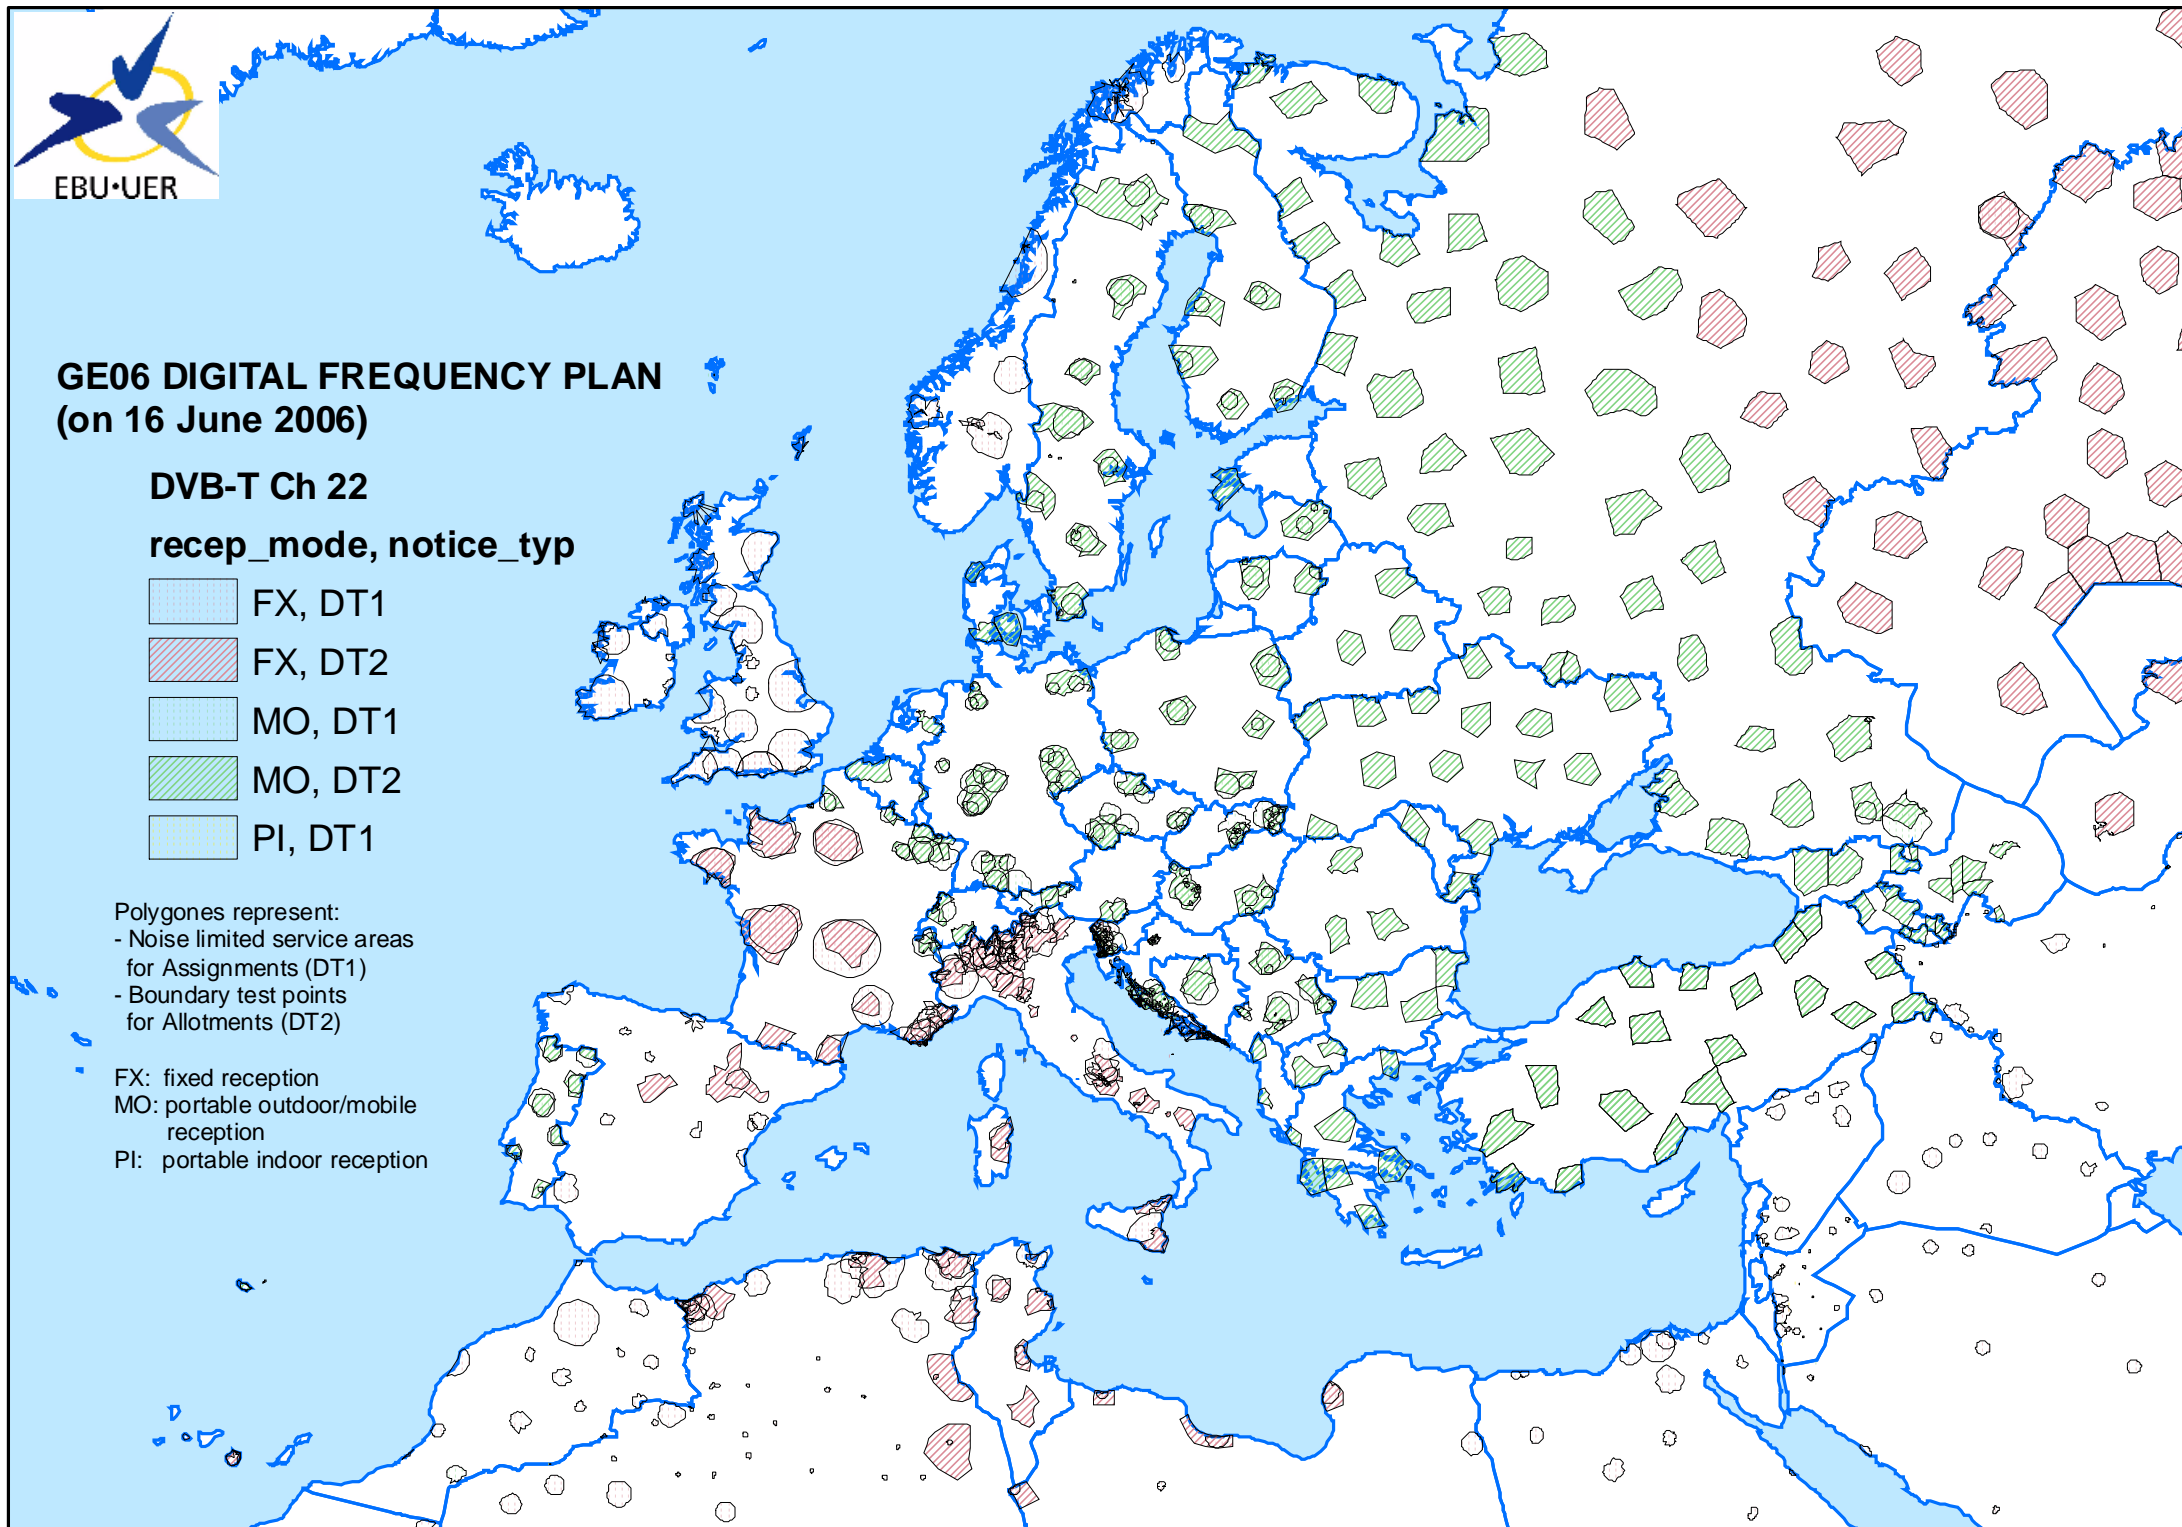 EBU•UER
GE06 DIGITAL FREQUENCY PLAN
(on 16 June 2006)
DVB-T Ch 22
recep_mode, notice_typ
FX, DT1
FX, DT2
MO, DT1
MO, DT2
PI, DT1
Polygones represent:
- Noise limited service areas
for Assignments (DT1)
- Boundary test points
for Allotments (DT2)
FX: fixed reception
MO: portable outdoor/mobile
reception
PI: portable indoor reception